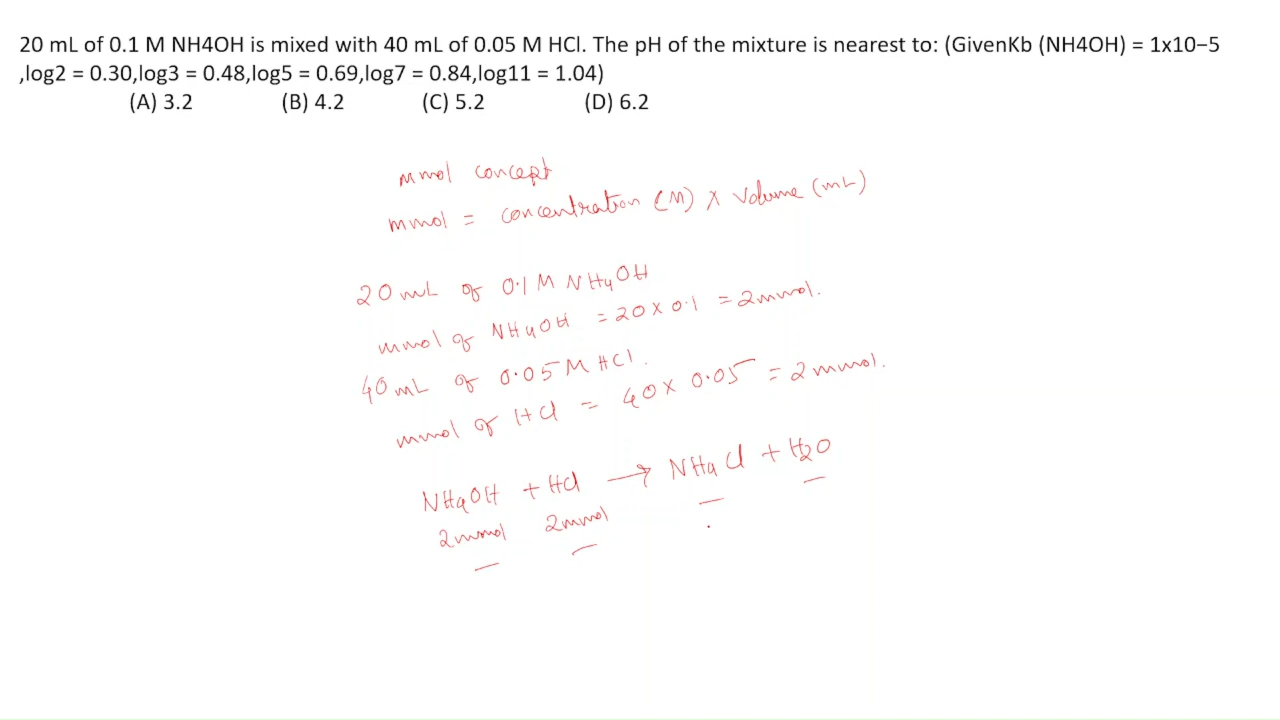 20 mL of 0.1 M NH4OH is mixed with 40 mL of 0.05 M HCl. The pH of the mixture is nearest to: (GivenKb (NH4OH) = 1x10−5
,log2 = 0.30,log3 = 0.48,log5 = 0.69,log7 = 0.84,log11 = 1.04)
(A) 3.2 (B) 4.2 (C) 5.2 (D) 6.2
mmol concept
mmol = concentration (M) x volume (mL)
20 mL of 0.1 M NH4OH
mmol of NH4OH = 20 x 0.1 = 2 mmol.
40 mL of 0.05 M HCl.
mmol of HCl = 40 x 0.05 = 2 mmol.
NH4OH + HCl → NH4Cl + H2O
2mmol 2mmol — —
— —